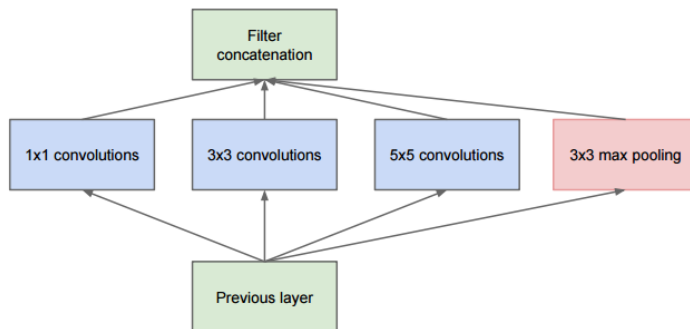 Filter
concatenation
1x1 convolutions
3x3 convolutions
5x5 convolutions
3x3 max pooling
Previous layer